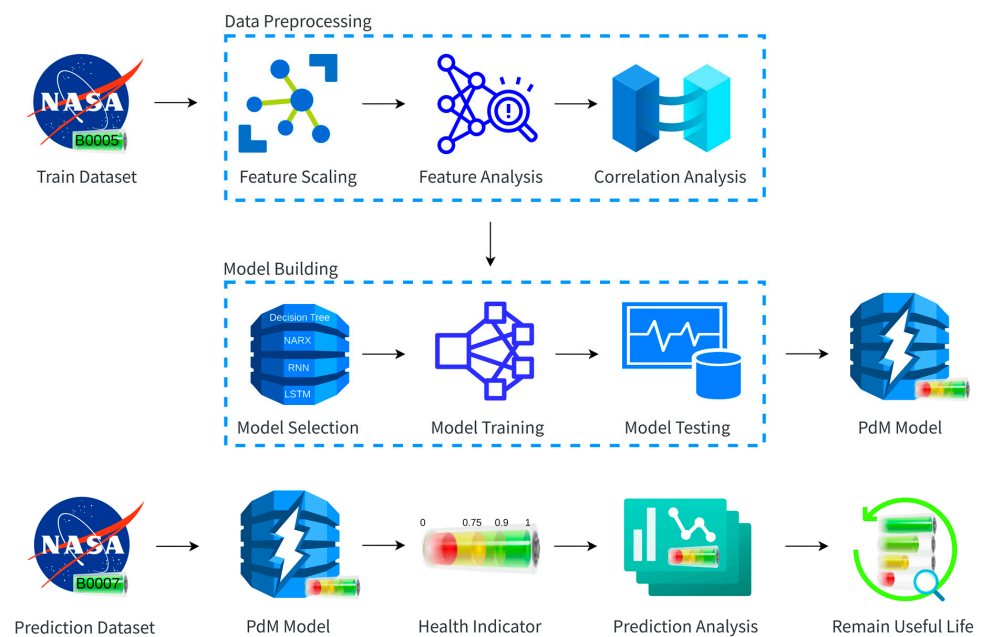 Data Preprocessing
NASA
B0005
Train Dataset
Feature Scaling
Feature Analysis
Correlation Analysis
Model Building
Decision Tree
NARX
RNN
LSTM
Model Selection
Model Training
Model Testing
PdM Model
NASA
B0007
0 0.75 0.9 1
Prediction Dataset
PdM Model
Health Indicator
Prediction Analysis
Remain Useful Life